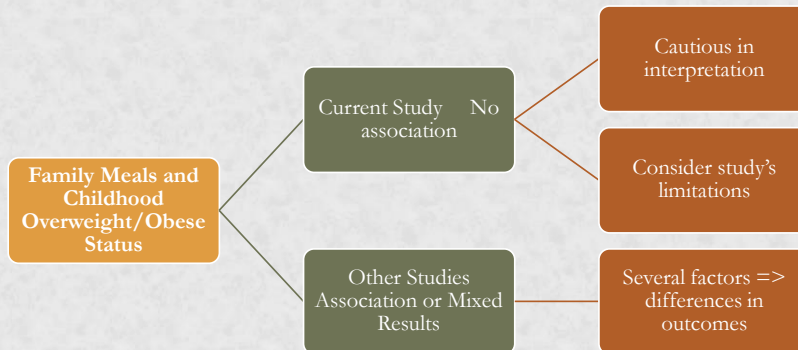 Family Meals and
Childhood
Overweight/Obese
Status
Current Study    No
association
Other Studies
Association or Mixed
Results
Cautious in
interpretation
Consider study's
limitations
Several factors =>
differences in
outcomes